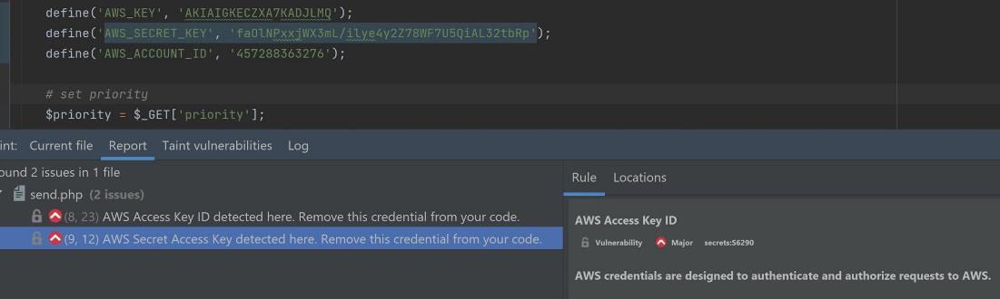 define('AWS_KEY', 'AKIAIGKECZXA7KADJLMQ');
define('AWS_SECRET_KEY', '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');
define('AWS_ACCOUNT_ID', '457288363276');
# set priority
$priority = $_GET['priority'];
int: Current file Report Taint vulnerabilities Log
ound 2 issues in 1 file
send.php (2 issues)
(8, 23) AWS Access Key ID detected here. Remove this credential from your code.
(9, 12) AWS Secret Access Key detected here. Remove this credential from your code.
Rule Locations
AWS Access Key ID
Vulnerability Major secrets:S6290
AWS credentials are designed to authenticate and authorize requests to AWS.